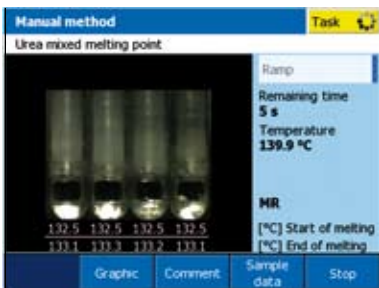 Manual method
Task
Urea mixed melting point
Ramp
Remaining time
5 s
Temperature
139.9 °C
MR
132.5 132.5 132.5 132.5
[°C] Start of melting
133.1 133.3 133.2 133.1
[°C] End of melting
Graphic
Comment
Sample data
Stop